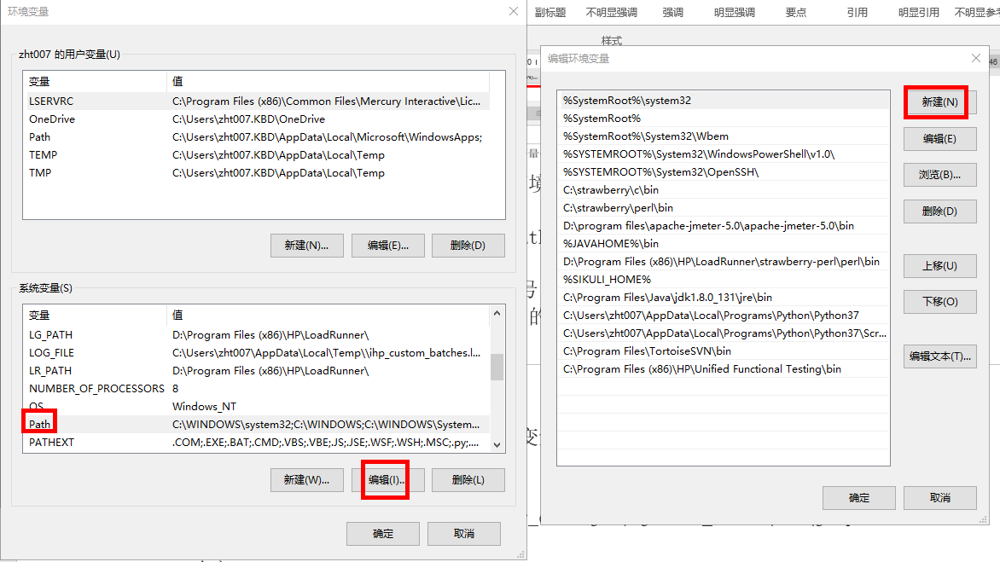 环境变量
zht007 的用户变量(U)
变量 值
LSERVRC C:\Program Files (x86)\Common Files\Mercury Interactive\Lic...
OneDrive C:\Users\zht007.KBD\OneDrive
Path C:\Users\zht007.KBD\AppData\Local\Microsoft\WindowsApps;
TEMP C:\Users\zht007.KBD\AppData\Local\Temp
TMP C:\Users\zht007.KBD\AppData\Local\Temp
新建(N)... 编辑(E)... 删除(D)
系统变量(S)
变量 值
LG_PATH D:\Program Files (x86)\HP\LoadRunner\
LOG_FILE C:\Users\zht007\AppData\Local\Temp\\ihp_custom_batches.l...
LR_PATH D:\Program Files (x86)\HP\LoadRunner\
NUMBER_OF_PROCESSORS 8
OS Windows_NT
Path C:\WINDOWS\system32;C:\WINDOWS;C:\WINDOWS\System...
PATHEXT .COM;.EXE;.BAT;.CMD;.VBS;.VBE;.JS;.JSE;.WSF;.WSH;.MSC;.py;....
新建(W)... 编辑(I)... 删除(L)
确定 取消
副标题 不明显强调 强调 明显强调 要点 引用 明显引用 不明显参考
样式
46
编辑环境变量
%SystemRoot%\system32
%SystemRoot%
%SystemRoot%\System32\Wbem
%SYSTEMROOT%\System32\WindowsPowerShell\v1.0\
%SYSTEMROOT%\System32\OpenSSH\
C:\strawberry\c\bin
C:\strawberry\perl\bin
D:\program files\apache-jmeter-5.0\apache-jmeter-5.0\bin
%JAVAHOME%\bin
D:\Program Files (x86)\HP\LoadRunner\strawberry-perl\perl\bin
%SIKULI_HOME%
C:\Program Files\Java\jdk1.8.0_131\jre\bin
C:\Users\zht007\AppData\Local\Programs\Python\Python37
C:\Users\zht007\AppData\Local\Programs\Python\Python37\Scr...
C:\Program Files\TortoiseSVN\bin
C:\Program Files (x86)\HP\Unified Functional Testing\bin
新建(N)
编辑(E)
浏览(B)...
删除(D)
上移(U)
下移(O)
编辑文本(T)...
确定 取消